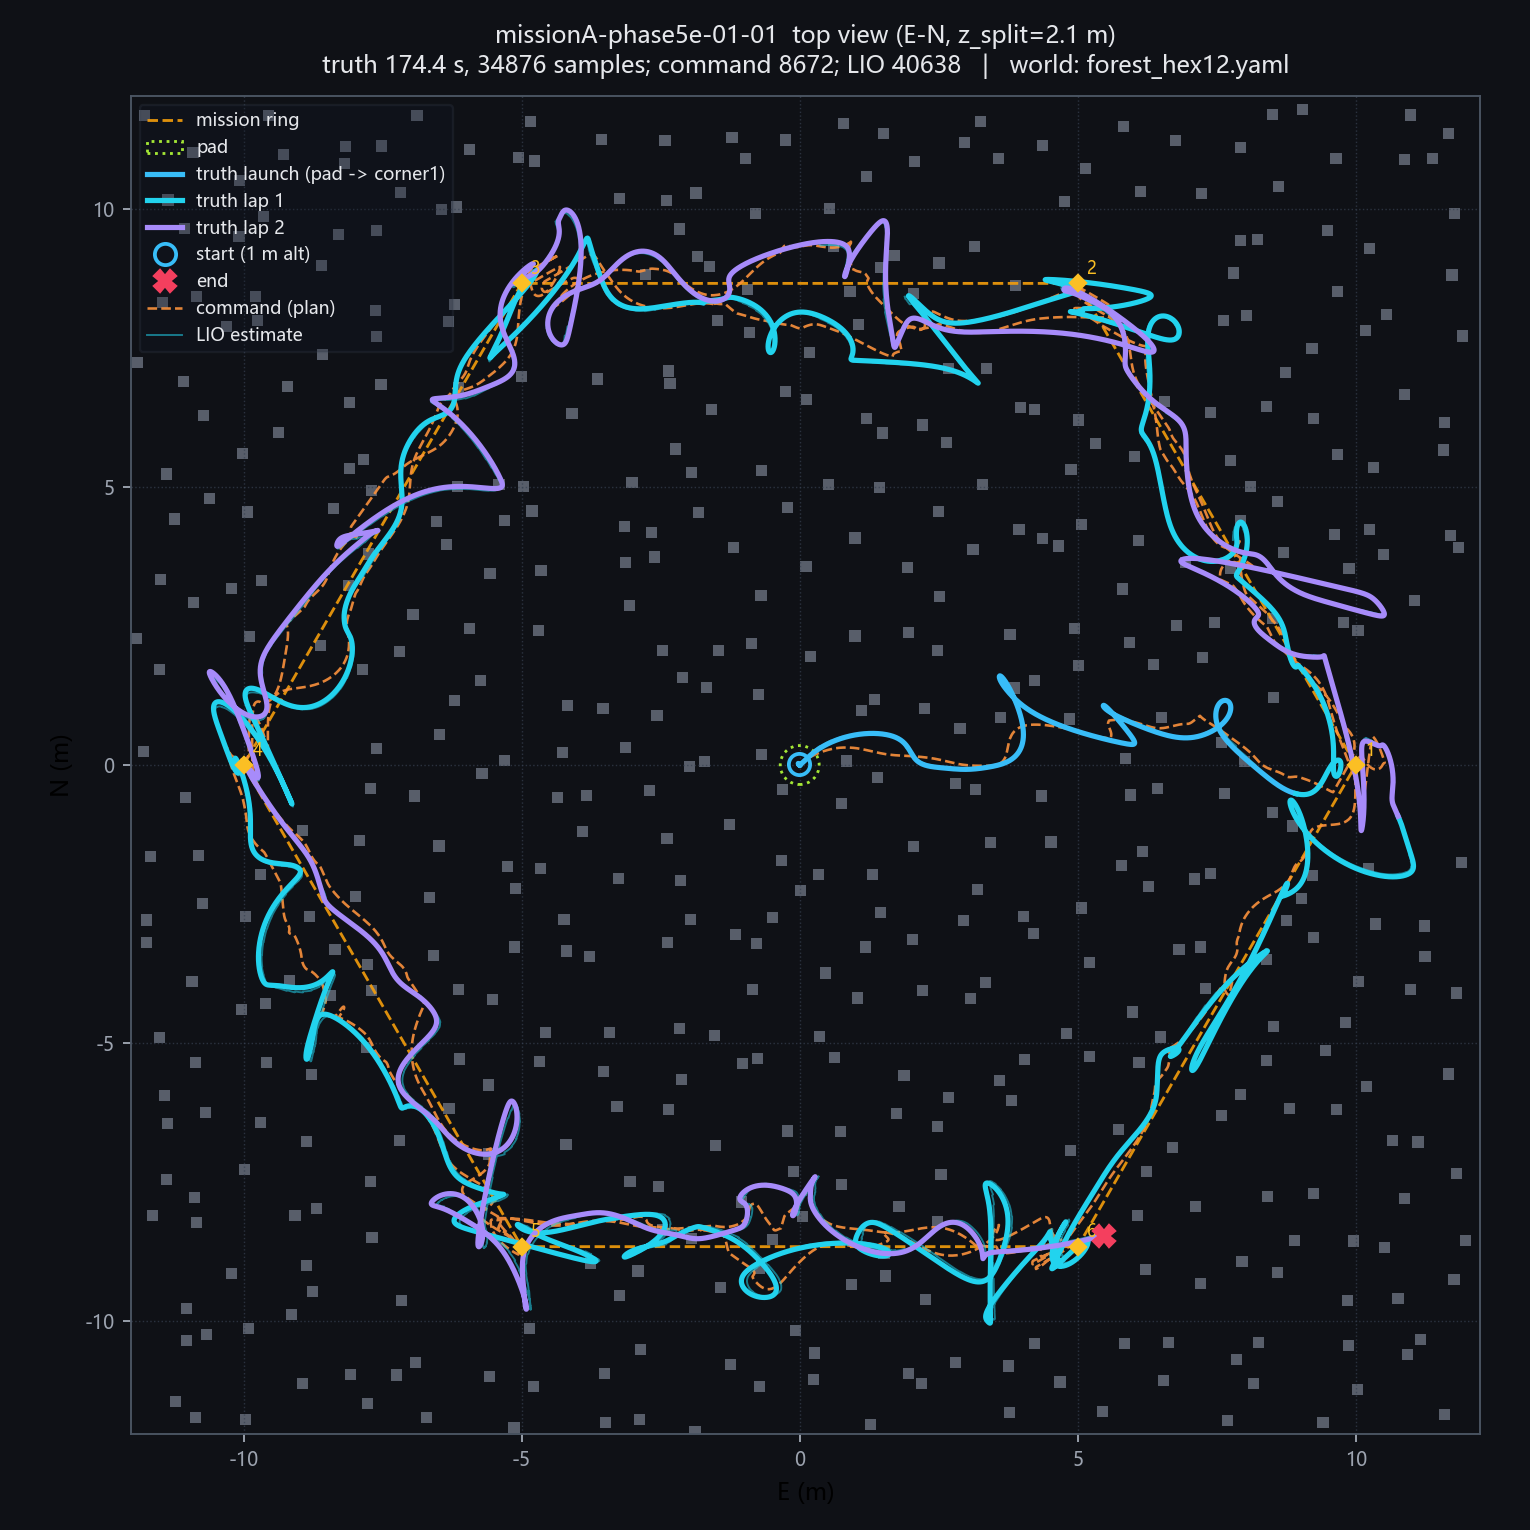 missionA-phase5e-01-01  top view (E-N, z_split=2.1 m)
truth 174.4 s, 34876 samples; command 8672; LIO 40638   |   world: forest_hex12.yaml
mission ring
pad
truth launch (pad -> corner1)
truth lap 1
truth lap 2
start (1 m alt)
end
command (plan)
LIO estimate
10
5
0
-5
-10
N (m)
3
2
4
1
-10
-5
0
5
10
E (m)